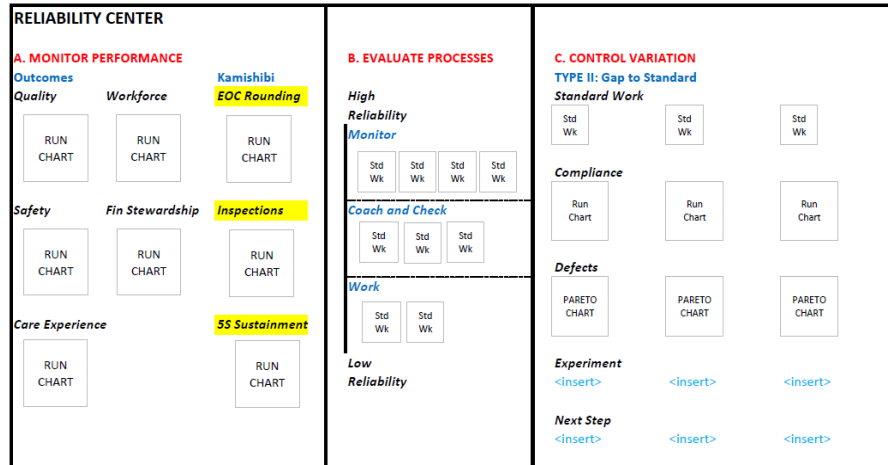 RELIABILITY CENTER
A. MONITOR PERFORMANCE
Outcomes Kamishibi
Quality Workforce EOC Rounding
RUN CHART RUN CHART RUN CHART
Safety Fin Stewardship Inspections
RUN CHART RUN CHART RUN CHART
Care Experience 5S Sustainment
RUN CHART RUN CHART
B. EVALUATE PROCESSES
High
Reliability
Monitor
Std Wk Std Wk Std Wk Std Wk
Coach and Check
Std Wk Std Wk Std Wk
Work
Std Wk Std Wk
Low
Reliability
C. CONTROL VARIATION
TYPE II: Gap to Standard
Standard Work
Std Wk Std Wk Std Wk
Compliance
Run Chart Run Chart Run Chart
Defects
PARETO CHART PARETO CHART PARETO CHART
Experiment
<insert> <insert> <insert>
Next Step
<insert> <insert> <insert>